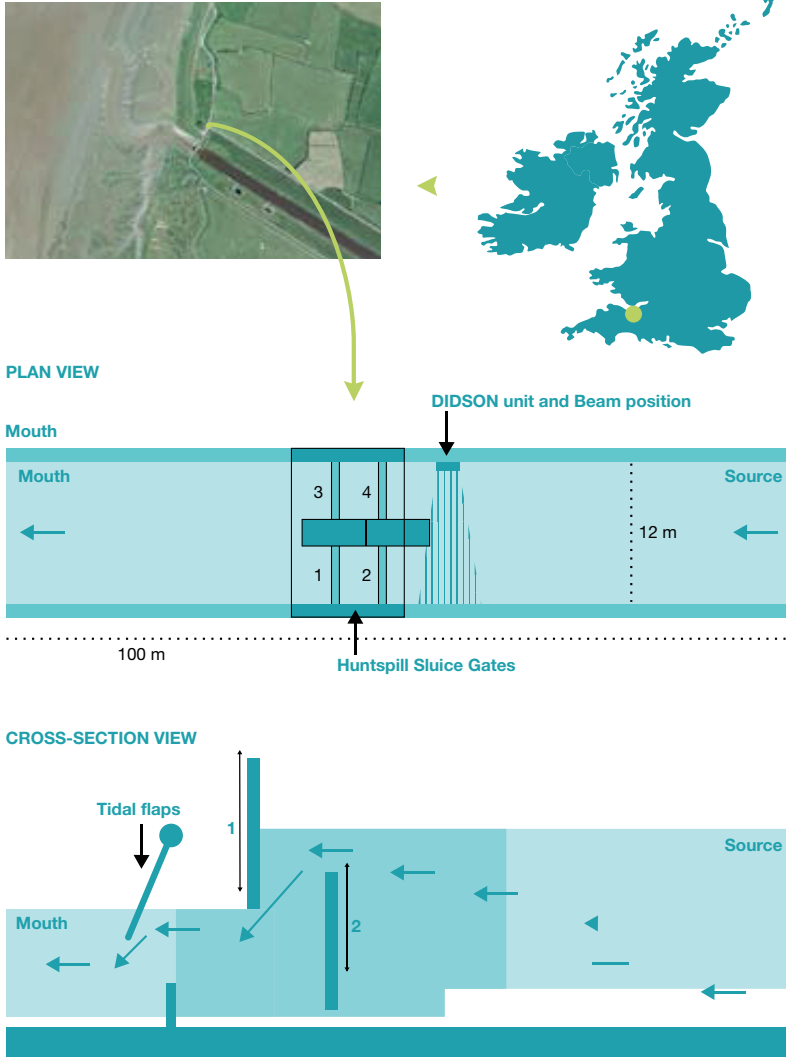 PLAN VIEW
DIDSON unit and Beam position
Mouth
Mouth
3
4
Source
12 m
1
2
100 m
Huntspill Sluice Gates
CROSS-SECTION VIEW
Tidal flaps
1
Source
Mouth
2